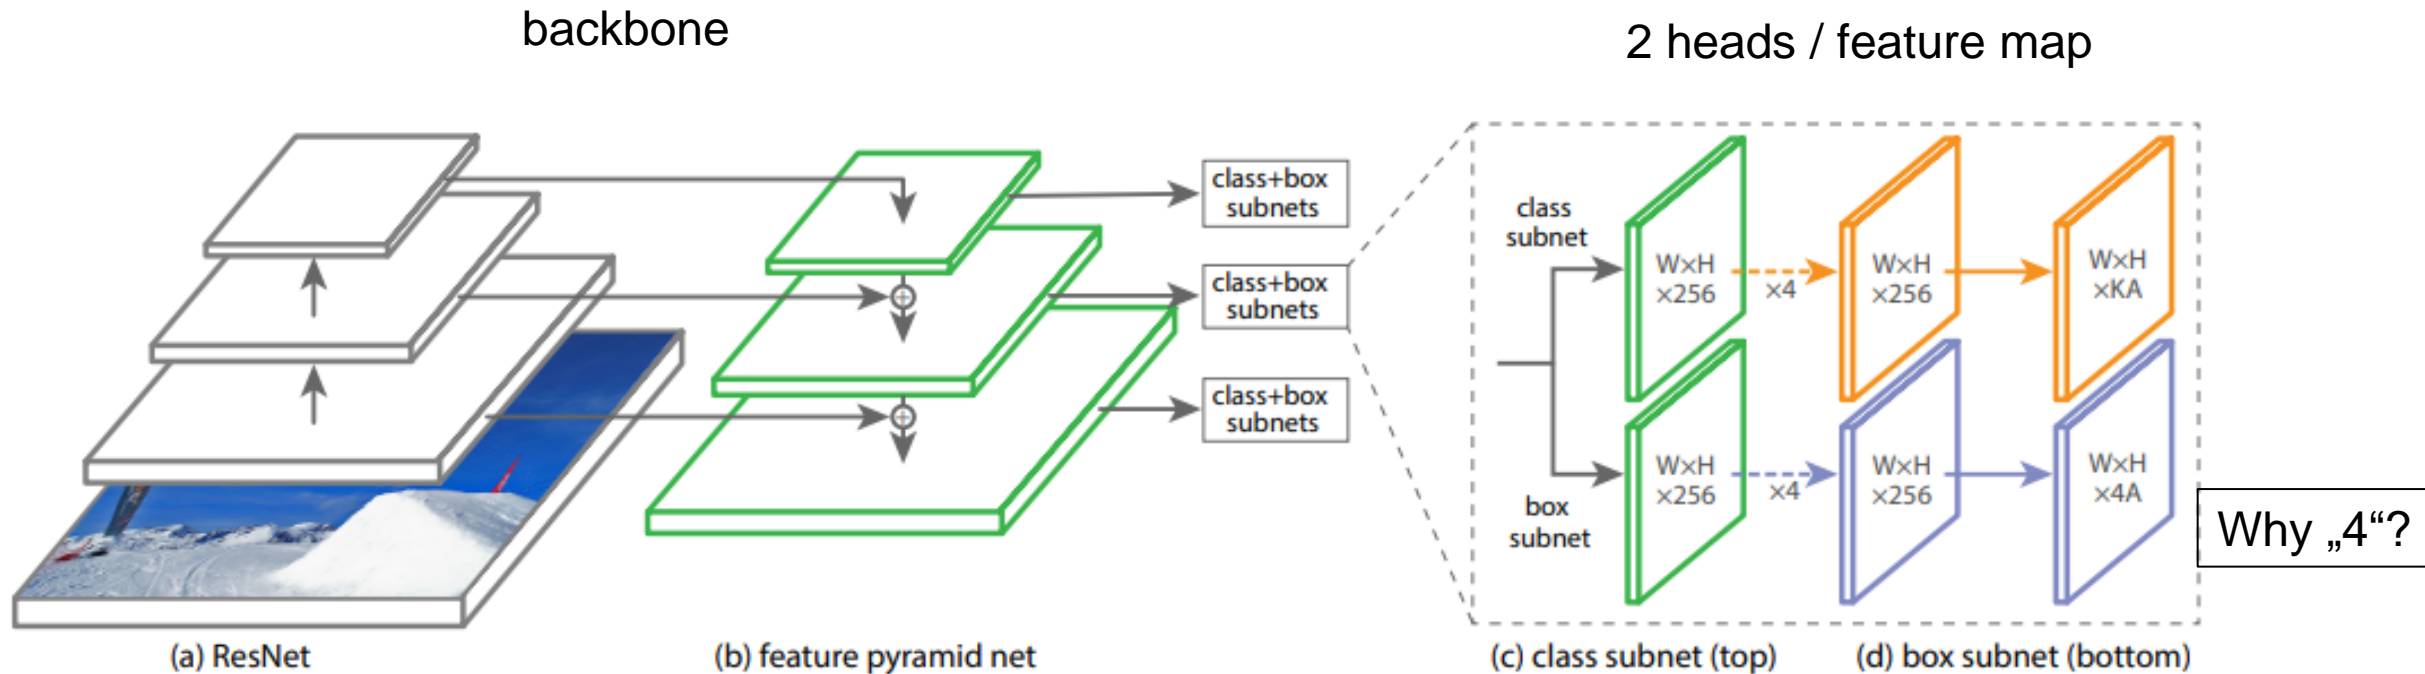 backbone
2 heads / feature map
class+box
subnets
class+box
subnets
class+box
subnets
class
subnet
W×H
×256
×4
W×H
×256
W×H
×KA
box
subnet
W×H
×256
×4
W×H
×256
W×H
×4A
Why „4“?
(a) ResNet
(b) feature pyramid net
(c) class subnet (top)
(d) box subnet (bottom)